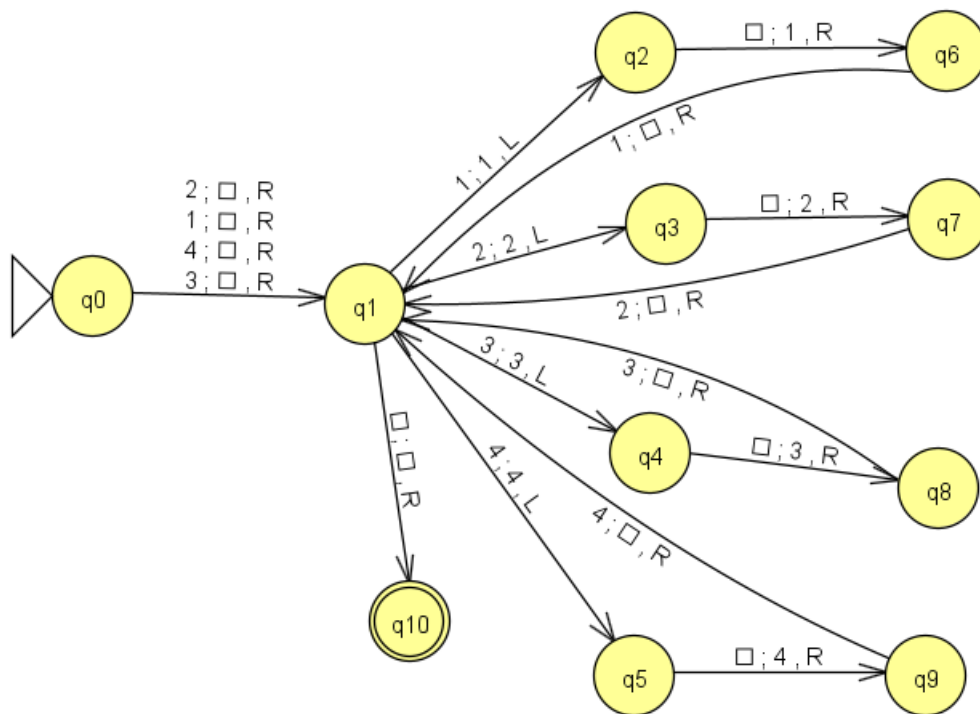 q2
□ ; 1 , R
q6
1 ; 1 , L
1 ; □ , R
2 ; □ , R
1 ; □ , R
4 ; □ , R
3 ; □ , R
q3
□ ; 2 , R
q7
2 ; 2 , L
q0
q1
2 ; □ , R
3 ; 3 , L
3 ; □ , R
□ ; □ , R
4 ; 4 , L
q4
□ ; 3 , R
q8
4 ; □ , R
q10
q5
□ ; 4 , R
q9